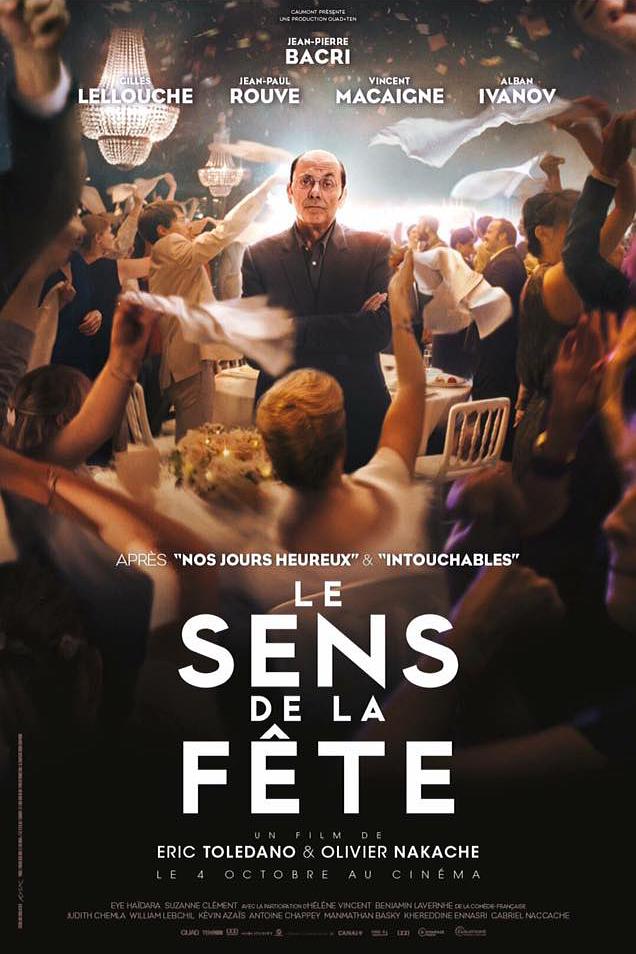 GAUMONT PRÉSENTE
UNE PRODUCTION QUAD+TEN
JEAN-PIERRE
BACRI
GILLES
LELLOUCHE
JEAN-PAUL
ROUVE
VINCENT
MACAIGNE
ALBAN
IVANOV
APRÈS "NOS JOURS HEUREUX" & "INTOUCHABLES"
LE
SENS
DE LA
FÊTE
UN FILM DE
ERIC TOLEDANO & OLIVIER NAKACHE
LE 4 OCTOBRE AU CINÉMA
EYE HAÏDARA SUZANNE CLÉMENT AVEC LA PARTICIPATION D'HÉLÈNE VINCENT BENJAMIN LAVERNHE DE LA COMÉDIE-FRANÇAISE
JUDITH CHEMLA WILLIAM LEBGHIL KÉVIN AZAÏS ANTOINE CHAPPEY MANMATHAN BASKY KHEREDDINE ENNASRI GABRIEL NACCACHE
QUAD CANAL+